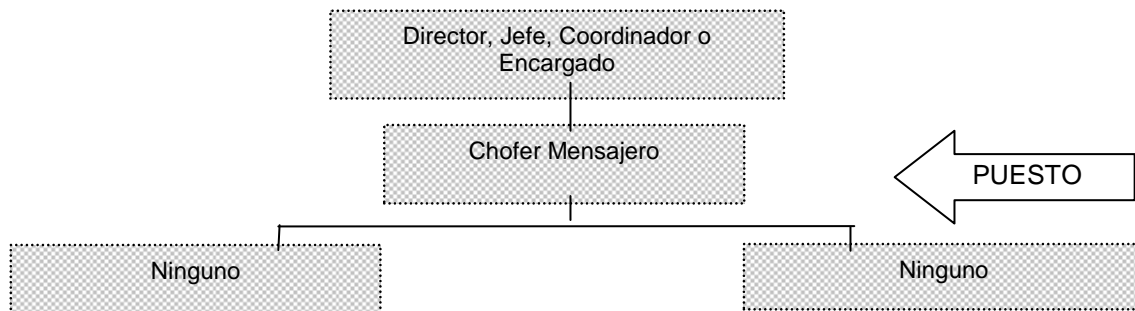 Director, Jefe, Coordinador o
Encargado
Chofer Mensajero
PUESTO
Ninguno
Ninguno